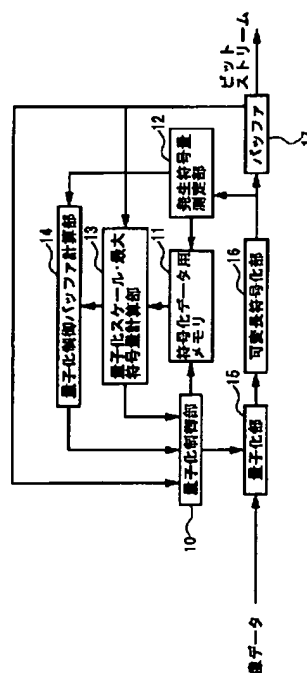 ビット
ストリーム
バッファ
17
12
発生符号量
測定部
14
量子化制御バッファ計算部
13
量子化スケール・最大
符号量計算部
11
符号化データ用
メモリ
16
可変長符号化部
量子化制御部
10
15
量子化部
像データ